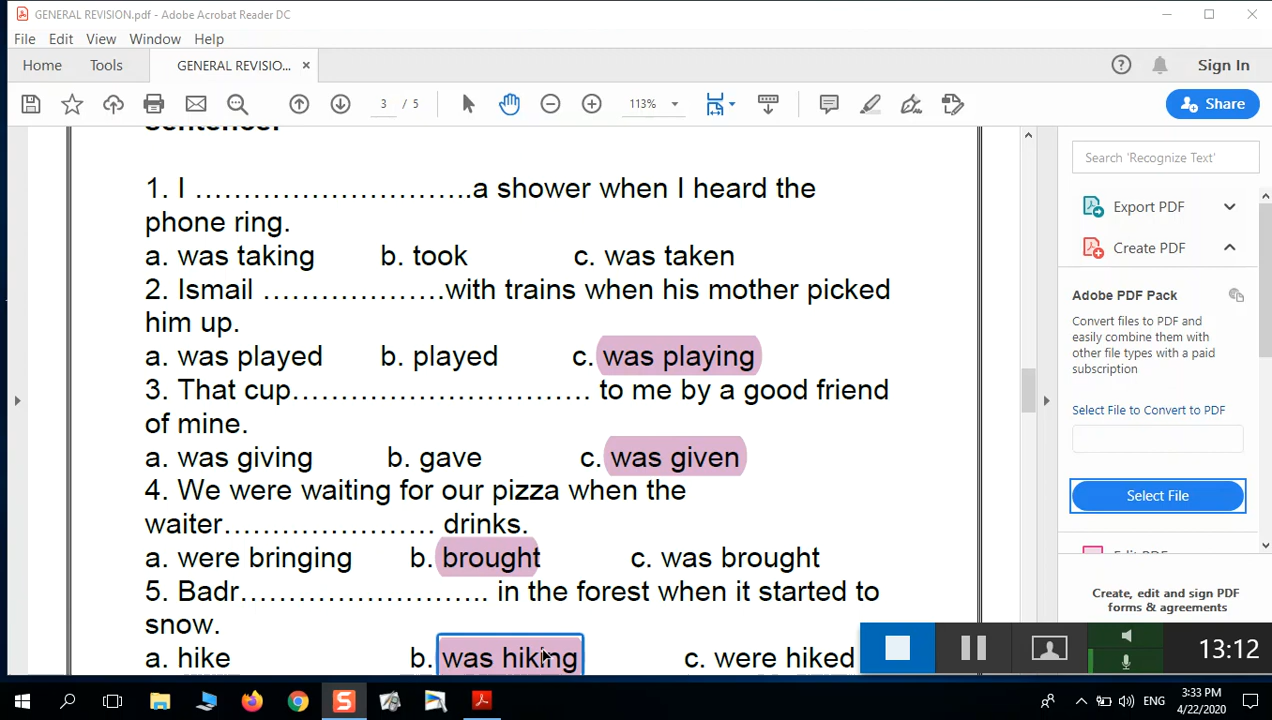 GENERAL REVISION.pdf - Adobe Acrobat Reader DC
File Edit View Window Help
Home Tools GENERAL REVISIO... × Sign In
3 / 5 113% Share
sentence.
1. I ………………………..a shower when I heard the
phone ring.
a. was taking b. took c. was taken
2. Ismail ………………….with trains when his mother picked
him up.
a. was played b. played c. was playing
3. That cup…………………………. to me by a good friend
of mine.
a. was giving b. gave c. was given
4. We were waiting for our pizza when the
waiter…………………. drinks.
a. were bringing b. brought c. was brought
5. Badr…………………….. in the forest when it started to
snow.
a. hike b. was hiking c. were hiked
Search 'Recognize Text'
Export PDF
Create PDF
Adobe PDF Pack
Convert files to PDF and
easily combine them with
other file types with a paid
subscription
Select File to Convert to PDF
Select File
Edit PDF
Create, edit and sign PDF
forms & agreements
13:12
ENG
3:33 PM
4/22/2020